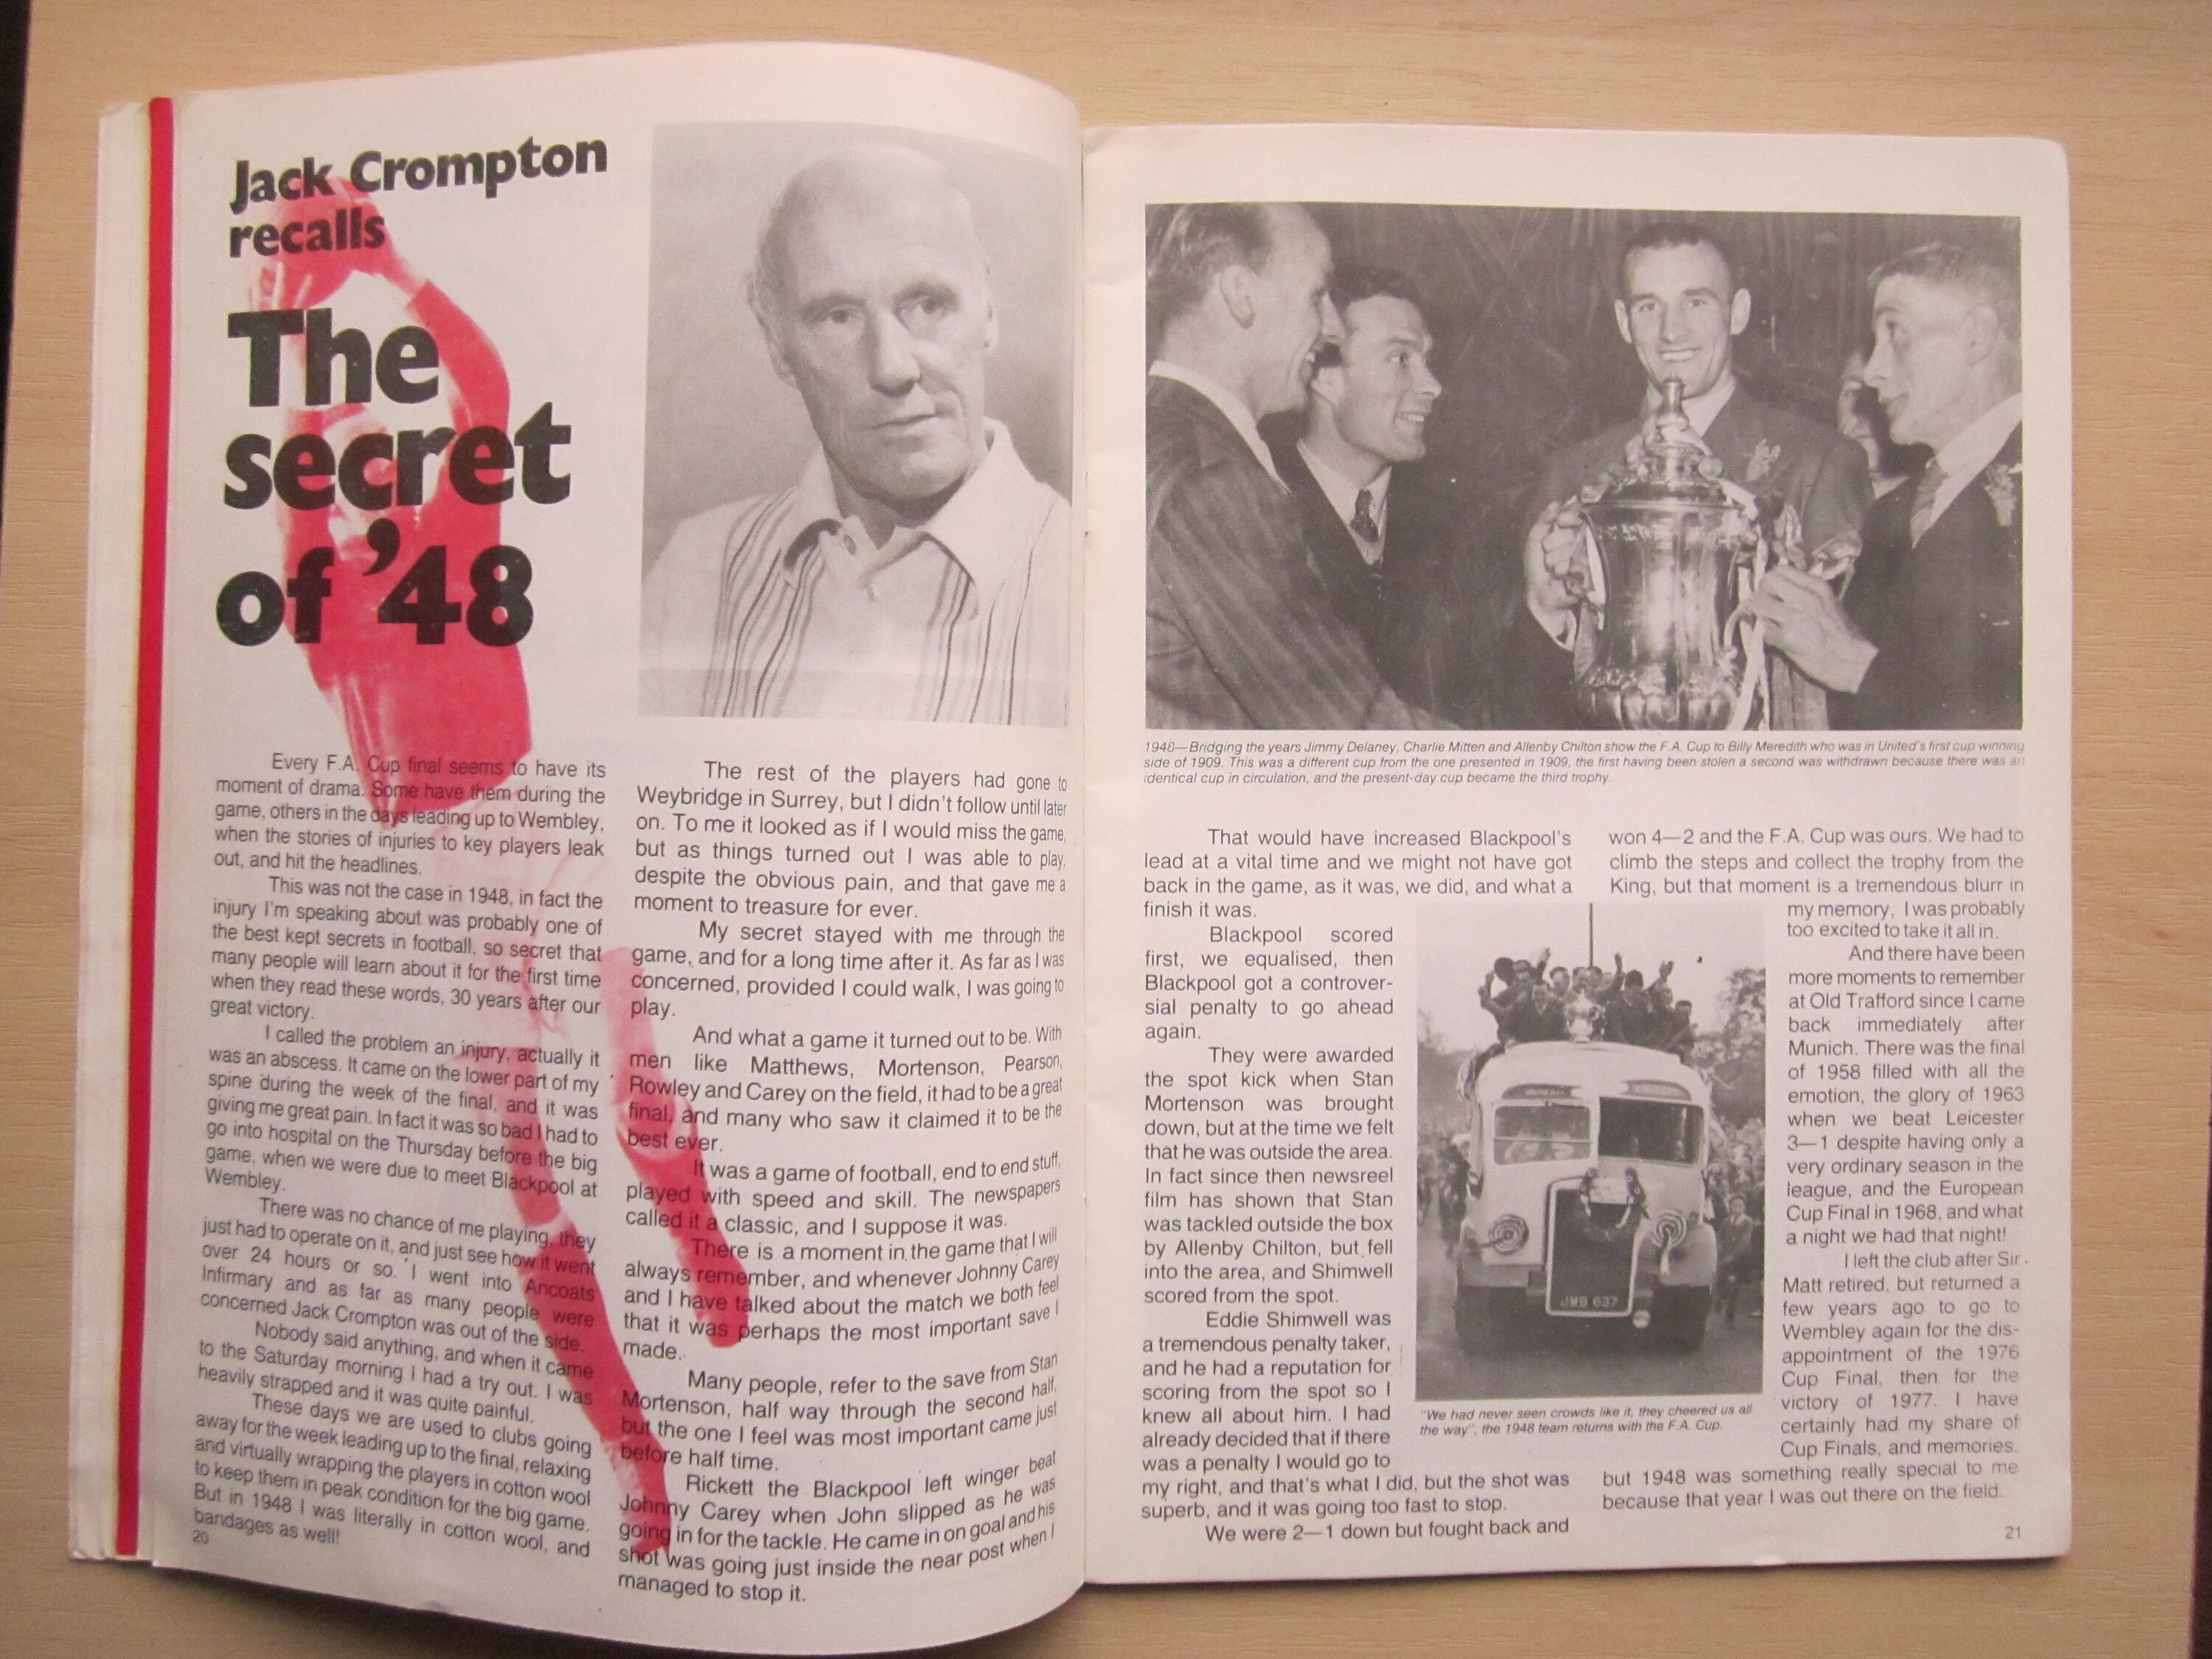 Jack Crompton
recalls
The
secret
of '48
Every F.A. Cup final seems to have its
moment of drama. Some have them during the
game, others in the days leading up to Wembley,
when the stories of injuries to key players leak
out, and hit the headlines.
This was not the case in 1948, in fact the
injury I'm speaking about was probably one of
the best kept secrets in football, so secret that
many people will learn about it for the first time
when they read these words, 30 years after our
great victory.
I called the problem an injury, actually it
was an abscess. It came on the lower part of my
spine during the week of the final, and it was
giving me great pain. In fact it was so bad I had to
go into hospital on the Thursday before the big
game, when we were due to meet Blackpool at
Wembley.
There was no chance of me playing, they
just had to operate on it, and just see how it went
over 24 hours or so. I went into Ancoats
Infirmary and as far as many people were
concerned Jack Crompton was out of the side.
Nobody said anything, and when it came
to the Saturday morning I had a try out. I was
heavily strapped and it was quite painful.
These days we are used to clubs going
away for the week leading up to the final, relaxing
and virtually wrapping the players in cotton wool
to keep them in peak condition for the big game.
But in 1948 I was literally in cotton wool, and
bandages as well!
20
The rest of the players had gone to
Weybridge in Surrey, but I didn't follow until later
on. To me it looked as if I would miss the game,
but as things turned out I was able to play,
despite the obvious pain, and that gave me a
moment to treasure for ever.
My secret stayed with me through the
game, and for a long time after it. As far as I was
concerned, provided I could walk, I was going to
play.
And what a game it turned out to be. With
men like Matthews, Mortenson, Pearson,
Rowley and Carey on the field, it had to be a great
final, and many who saw it claimed it to be the
best ever.
It was a game of football, end to end stuff,
played with speed and skill. The newspapers
called it a classic, and I suppose it was.
There is a moment in the game that I will
always remember, and whenever Johnny Carey
and I have talked about the match we both feel
that it was perhaps the most important save I
made.
Many people, refer to the save from Stan
Mortenson, half way through the second half,
but the one I feel was most important came just
before half time.
Rickett the Blackpool left winger beat
Johnny Carey when John slipped as he was
going in for the tackle. He came in on goal and his
shot was going just inside the near post when I
managed to stop it.
1948—Bridging the years Jimmy Delaney, Charlie Mitten and Allenby Chilton show the F.A. Cup to Billy Meredith who was in United's first cup winning
side of 1909. This was a different cup from the one presented in 1909, the first having been stolen a second was withdrawn because there was an
identical cup in circulation, and the present-day cup became the third trophy.
That would have increased Blackpool's
lead at a vital time and we might not have got
back in the game, as it was, we did, and what a
finish it was.
Blackpool scored
first, we equalised, then
Blackpool got a controver-
sial penalty to go ahead
again.
They were awarded
the spot kick when Stan
Mortenson was brought
down, but at the time we felt
that he was outside the area.
In fact since then newsreel
film has shown that Stan
was tackled outside the box
by Allenby Chilton, but fell
into the area, and Shimwell
scored from the spot.
Eddie Shimwell was
a tremendous penalty taker,
and he had a reputation for
scoring from the spot so I
knew all about him. I had
already decided that if there
was a penalty I would go to
my right, and that's what I did, but the shot was
superb, and it was going too fast to stop.
We were 2—1 down but fought back and
JMB 637
"We had never seen crowds like it, they cheered us all
the way", the 1948 team returns with the F.A. Cup.
won 4—2 and the F.A. Cup was ours. We had to
climb the steps and collect the trophy from the
King, but that moment is a tremendous blurr in
my memory, I was probably
too excited to take it all in.
And there have been
more moments to remember
at Old Trafford since I came
back immediately after
Munich. There was the final
of 1958 filled with all the
emotion, the glory of 1963
when we beat Leicester
3—1 despite having only a
very ordinary season in the
league, and the European
Cup Final in 1968, and what
a night we had that night!
I left the club after Sir
Matt retired, but returned a
few years ago to go to
Wembley again for the dis-
appointment of the 1976
Cup Final, then for the
victory of 1977. I have
certainly had my share of
Cup Finals, and memories.
but 1948 was something really special to me
because that year I was out there on the field.
21